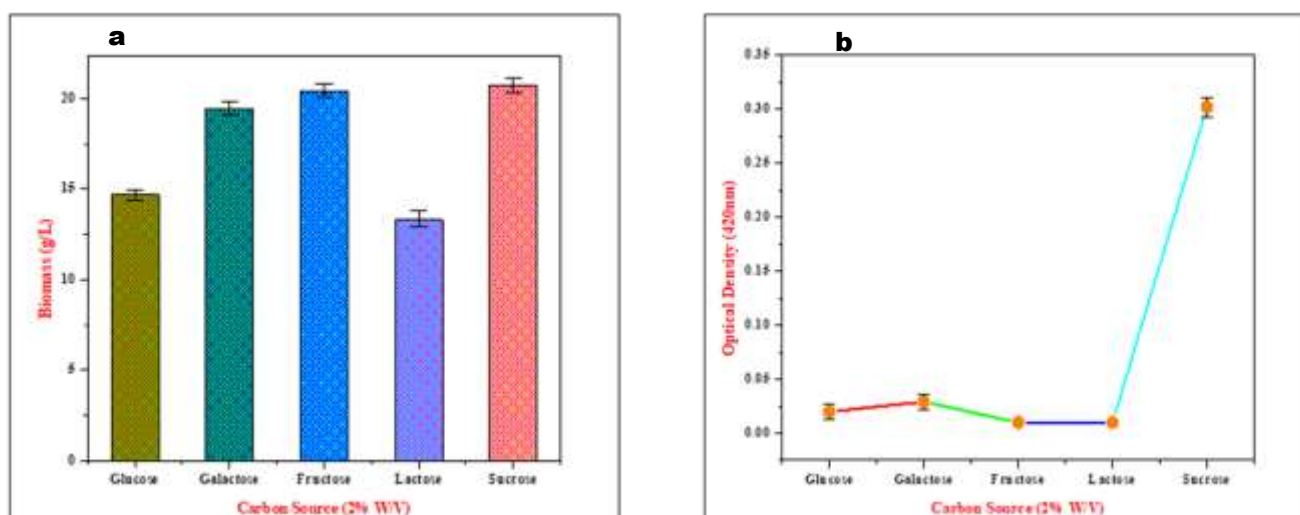 a
20
15
10
5
0
Biomass (g/L)
Glucose Galactose Fructose Lactose Sucrose
Carbon Source (2% W/V)
b
0.35
0.30
0.25
0.20
0.15
0.10
0.05
0.00
Optical Density (420nm)
Glucose Galactose Fructose Lactose Sucrose
Carbon Source (2% W/V)